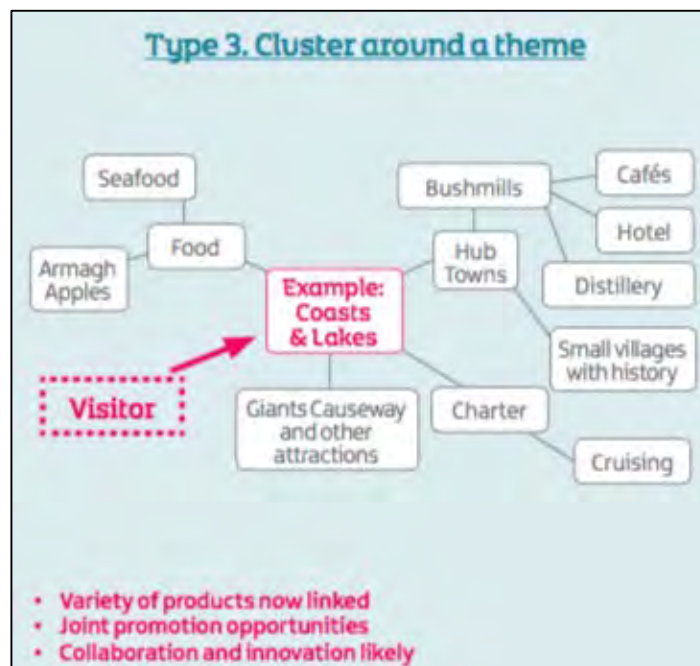 Type 3. Cluster around a theme
Seafood
Food
Armagh
Apples
Example:
Coasts
& Lakes
Visitor
Bushmills
Cafés
Hotel
Distillery
Hub
Towns
Small villages
with history
Giants Causeway
and other
attractions
Charter
Cruising
• Variety of products now linked
• Joint promotion opportunities
• Collaboration and innovation likely